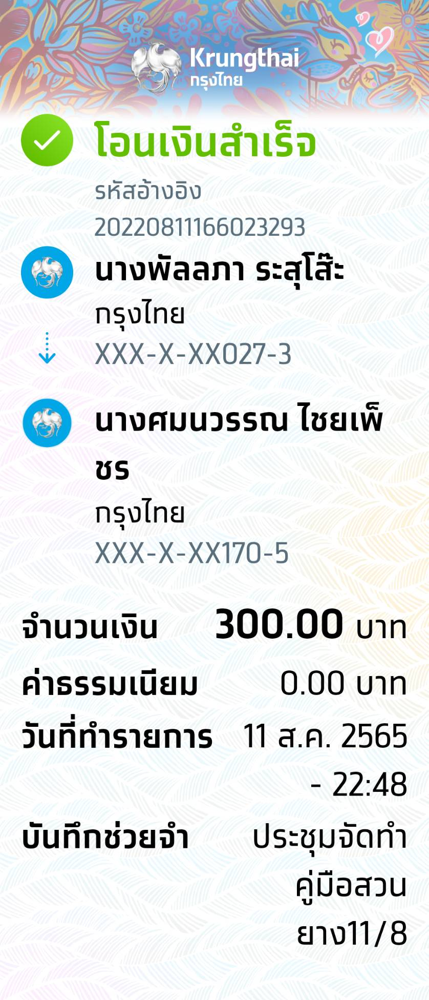 Krungthai
กรุงไทย
โอนเงินสำเร็จ
รหัสอ้างอิง
20220811166023293
นางพัลลภา ระสุโส๊ะ
กรุงไทย
XXX-X-XX027-3
นางศมนวรรณ ไชยเพ็
ชร
กรุงไทย
XXX-X-XX170-5
จำนวนเงิน 300.00 บาท
ค่าธรรมเนียม 0.00 บาท
วันที่ทำรายการ 11 ส.ค. 2565
- 22:48
บันทึกช่วยจำ ประชุมจัดทำ
คู่มือสวน
ยาง11/8